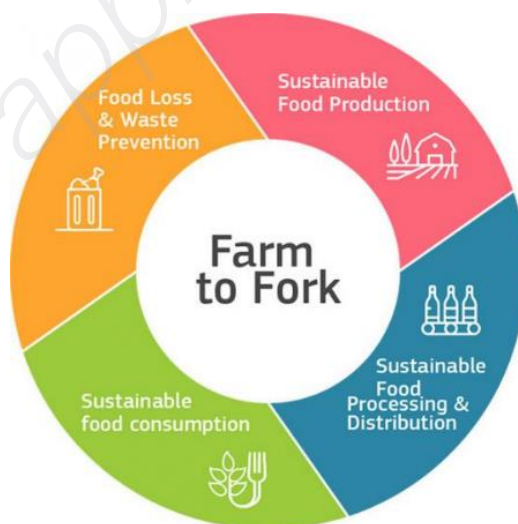 Food Loss
& Waste
Prevention
Sustainable
Food Production
Farm
to Fork
Sustainable
Food
Processing &
Distribution
Sustainable
food consumption